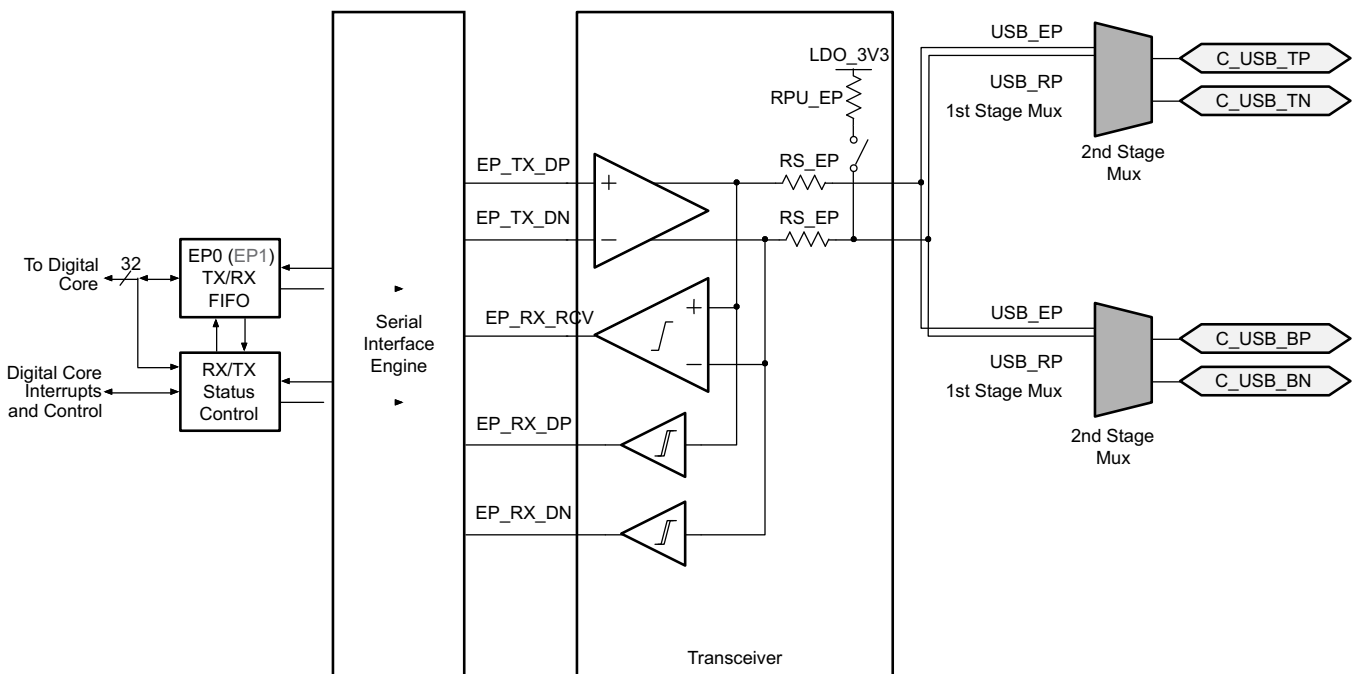 USB_EP
C_USB_TP
LDO_3V3
USB_RP
RPU_EP
1st Stage Mux
C_USB_TN
2nd Stage
Mux
EP_TX_DP
+
RS_EP
EP_TX_DN
−
RS_EP
To Digital
Core
32
EP0 (EP1)
TX/RX
FIFO
Serial
Interface
Engine
EP_RX_RCV
+
−
USB_EP
C_USB_BP
USB_RP
1st Stage Mux
C_USB_BN
2nd Stage
Mux
Digital Core
Interrupts
and Control
RX/TX
Status
Control
EP_RX_DP
EP_RX_DN
Transceiver